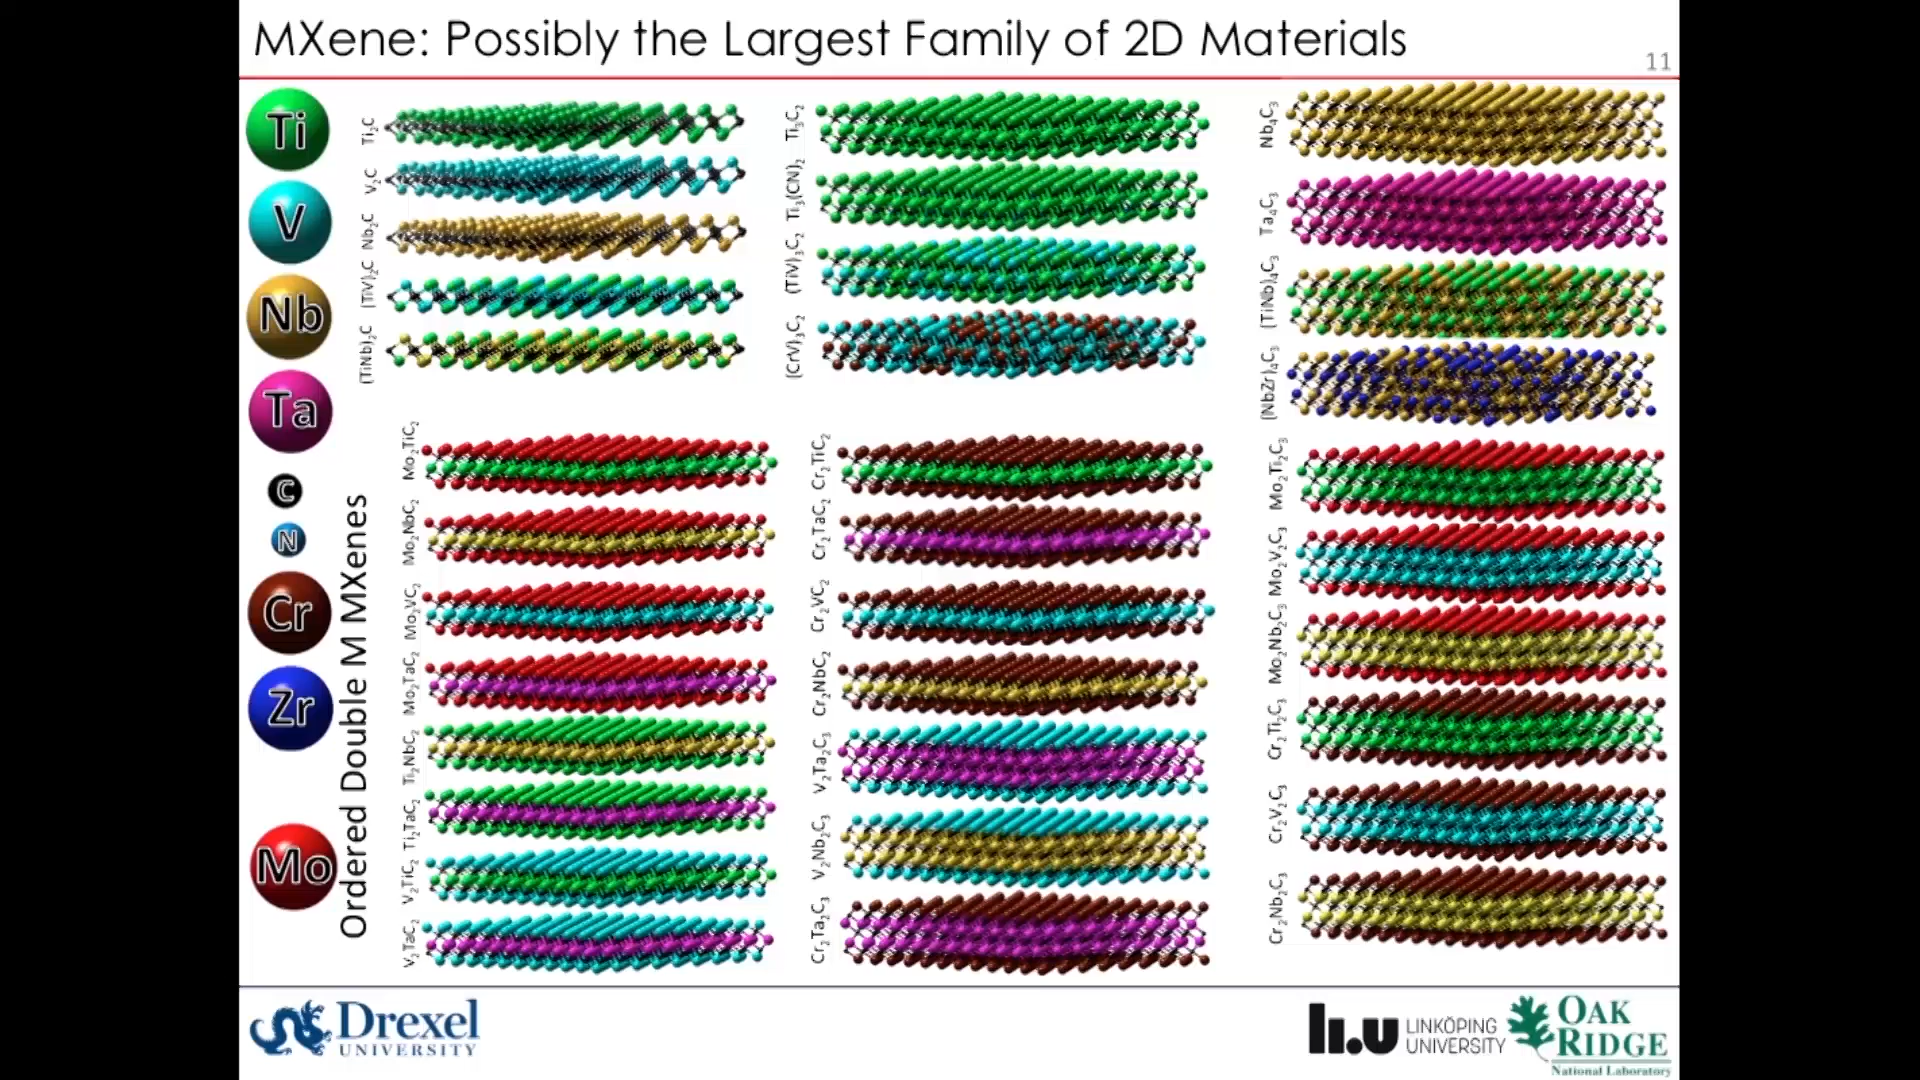 MXene: Possibly the Largest Family of 2D Materials
11
Ti
V
Nb
Ta
C
N
Cr
Zr
Mo
Ordered Double M MXenes
Ti₂C
V₂C
Nb₂C
(TiV)₂C
(TiNb)₂C
Ti₃C₂
Ti₃(CN)₂
(TiV)₃C₂
(CrV)₃C₂
Nb₄C₃
Ta₄C₃
(TiNb)₄C₃
(NbZr)₄C₃
Mo₂TiC₂
Mo₂NbC₂
Mo₂VC₂
Mo₂TaC₂
Ti₂NbC₂
Ti₂TaC₂
V₂TiC₂
V₂TaC₂
Cr₂TiC₂
Cr₂TaC₂
Cr₂VC₂
Cr₂NbC₂
V₂Ta₂C₃
V₂Nb₂C₃
Cr₂Ta₂C₃
Mo₂Ti₂C₃
Mo₂V₂C₃
Mo₂Nb₂C₃
Cr₂Ti₂C₃
Cr₂V₂C₃
Cr₂Nb₂C₃
Drexel
UNIVERSITY
li.u
LINKÖPING
UNIVERSITY
OAK
RIDGE
National Laboratory